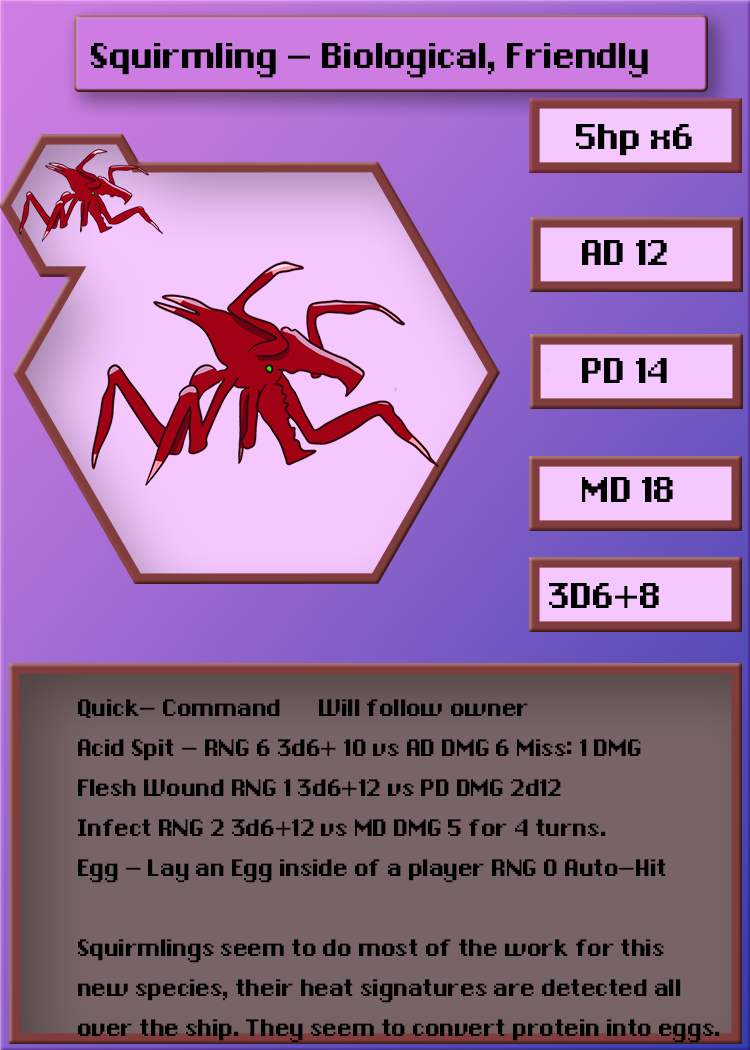 Squirmling – Biological, Friendly
5hp x6
AD 12
PD 14
MD 18
3D6+8
Quick– Command Will follow owner
Acid Spit – RNG 6 3d6+ 10 vs AD DMG 6 Miss: 1 DMG
Flesh Wound RNG 1 3d6+12 vs PD DMG 2d12
Infect RNG 2 3d6+12 vs MD DMG 5 for 4 turns.
Egg – Lay an Egg inside of a player RNG 0 Auto–Hit
Squirmlings seem to do most of the work for this
new species, their heat signatures are detected all
over the ship. They seem to convert protein into eggs.